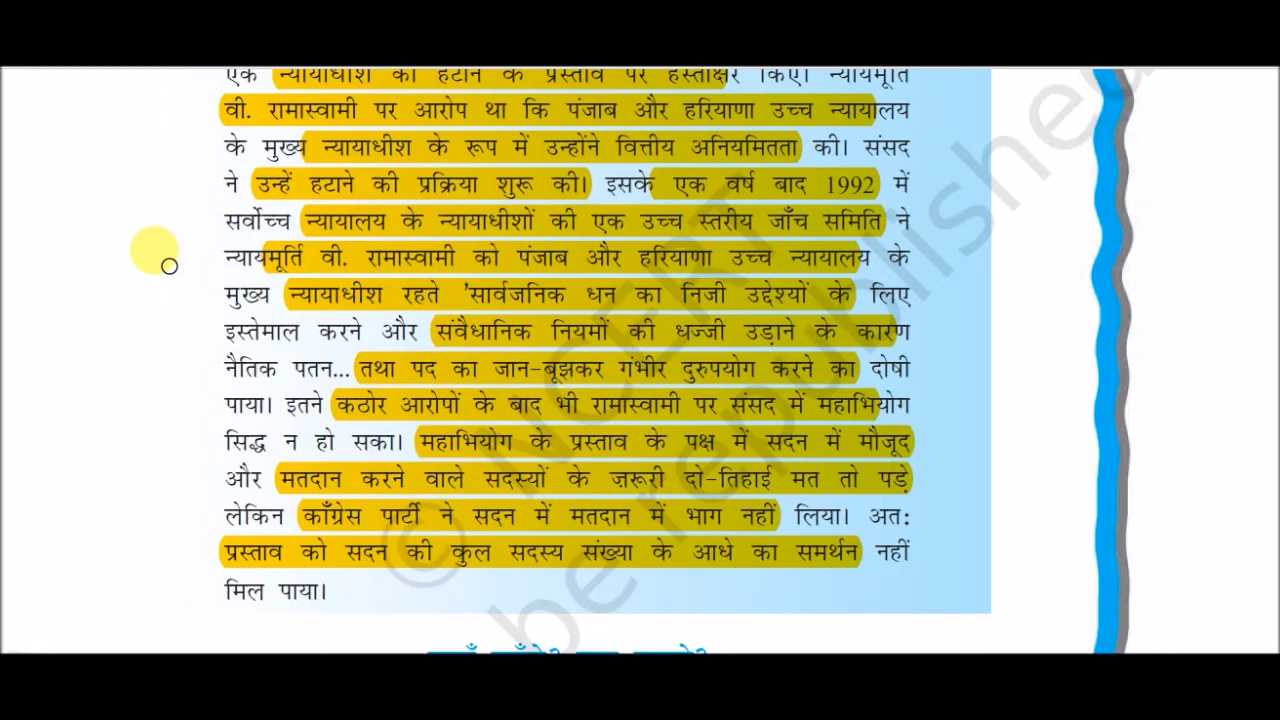 एक न्यायाधीश को हटाने के प्रस्ताव पर हस्ताक्षर किए। न्यायमूर्ति
वी. रामास्वामी पर आरोप था कि पंजाब और हरियाणा उच्च न्यायालय
के मुख्य न्यायाधीश के रूप में उन्होंने वित्तीय अनियमितता की। संसद
ने उन्हें हटाने की प्रक्रिया शुरू की। इसके एक वर्ष बाद 1992 में
सर्वोच्च न्यायालय के न्यायाधीशों की एक उच्च स्तरीय जाँच समिति ने
न्यायमूर्ति वी. रामास्वामी को पंजाब और हरियाणा उच्च न्यायालय के
मुख्य न्यायाधीश रहते 'सार्वजनिक धन का निजी उद्देश्यों के लिए
इस्तेमाल करने और संवैधानिक नियमों की धज्जी उड़ाने के कारण
नैतिक पतन... तथा पद का जान-बूझकर गंभीर दुरुपयोग करने का दोषी
पाया। इतने कठोर आरोपों के बाद भी रामास्वामी पर संसद में महाभियोग
सिद्ध न हो सका। महाभियोग के प्रस्ताव के पक्ष में सदन में मौजूद
और मतदान करने वाले सदस्यों के ज़रूरी दो-तिहाई मत तो पड़े
लेकिन काँग्रेस पार्टी ने सदन में मतदान में भाग नहीं लिया। अत:
प्रस्ताव को सदन की कुल सदस्य संख्या के आधे का समर्थन नहीं
मिल पाया।
© NCERT
be republished